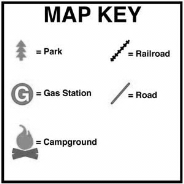 MAP KEY
= Park
= Railroad
G = Gas Station
= Road
= Campground